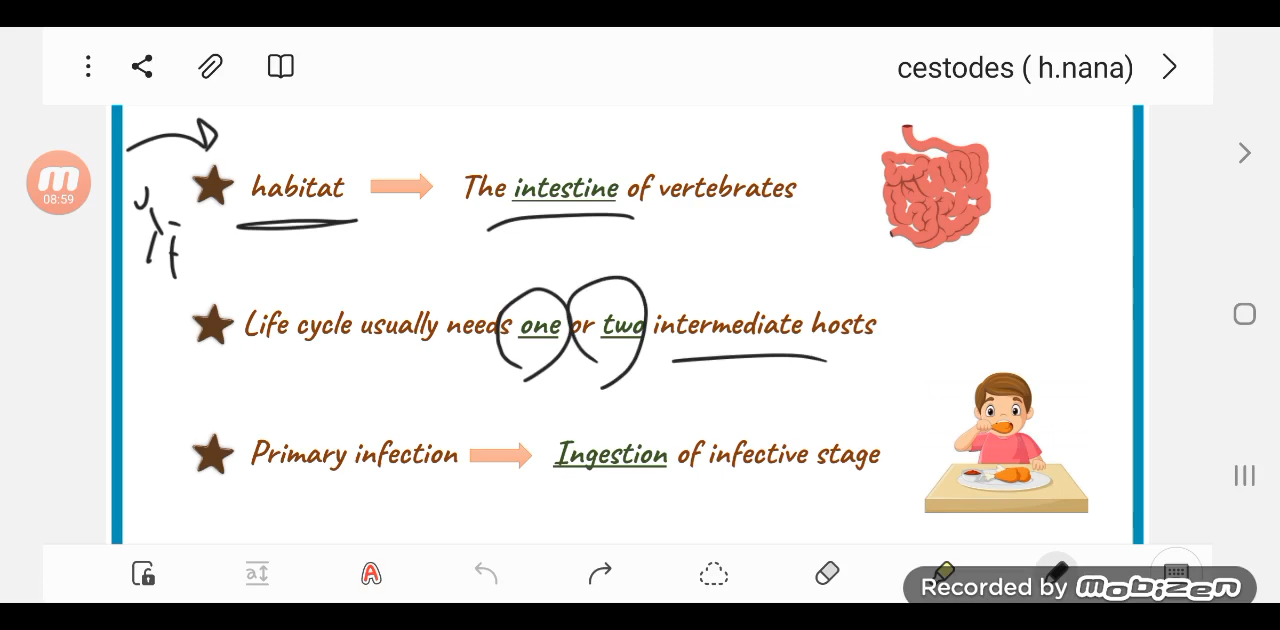 cestodes ( h.nana)
08:59
habitat The intestine of vertebrates
Life cycle usually needs one or two intermediate hosts
Primary infection Ingestion of infective stage
Recorded by mobizen